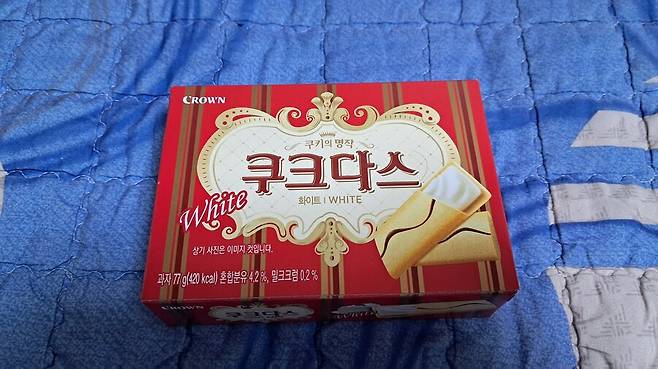 CROWN
쿠키의 명작
쿠크다스
화이트 | WHITE
White
상기 사진은 이미지 컷입니다.
과자 77 g(420 kcal) 혼합분유 4.2 %, 밀크크럼 0.2 %
CROWN
쿠크다스
White